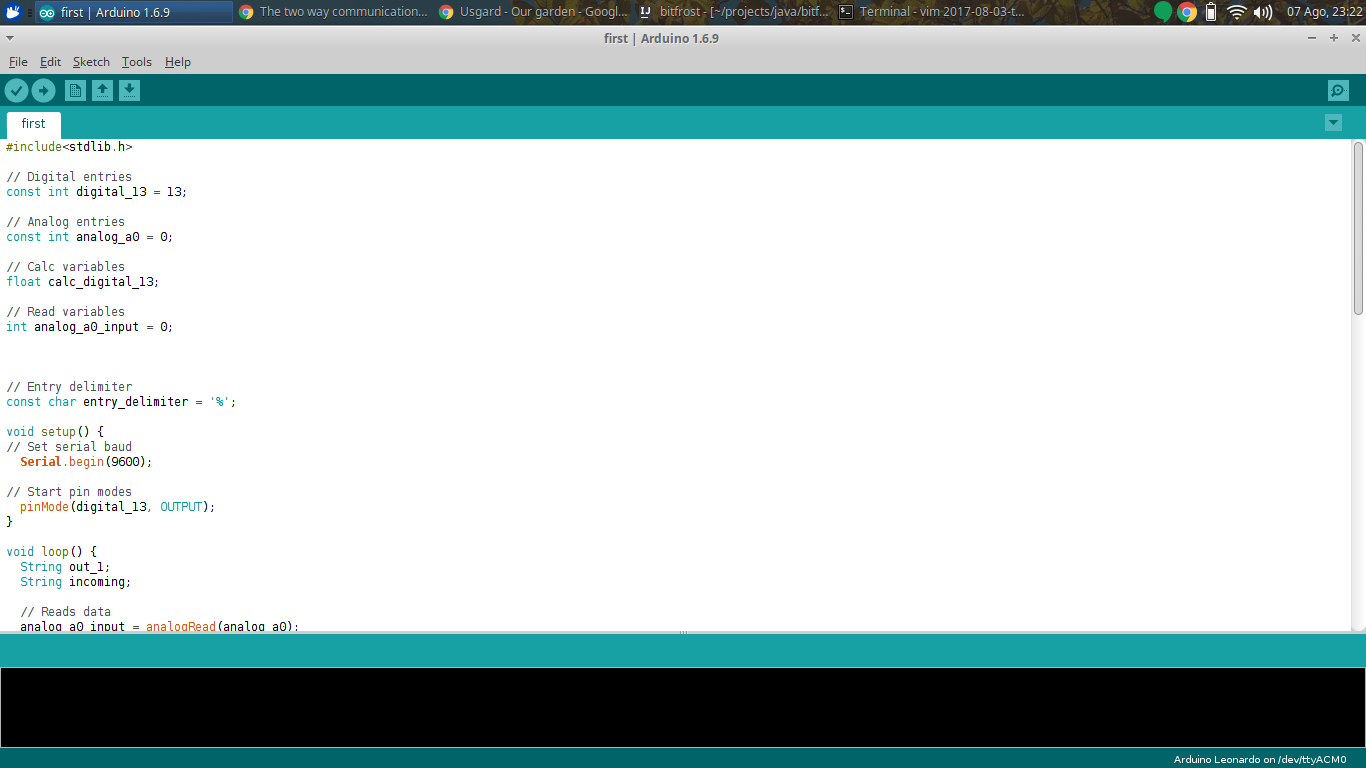 first | Arduino 1.6.9
The two way communication...
Usgard - Our garden - Googl...
IJ
bitfrost - [~/projects/java/bitf...
Terminal - vim 2017-08-03-t...
07 Ago, 23:22
first | Arduino 1.6.9
File Edit Sketch Tools Help
first
#include<stdlib.h>
// Digital entries
const int digital_13 = 13;
// Analog entries
const int analog_a0 = 0;
// Calc variables
float calc_digital_13;
// Read variables
int analog_a0_input = 0;
// Entry delimiter
const char entry_delimiter = '%';
void setup() {
// Set serial baud
Serial.begin(9600);
// Start pin modes
pinMode(digital_13, OUTPUT);
}
void loop() {
String out_1;
String incoming;
// Reads data
analog_a0_input = analogRead(analog_a0);
Arduino Leonardo on /dev/ttyACM0